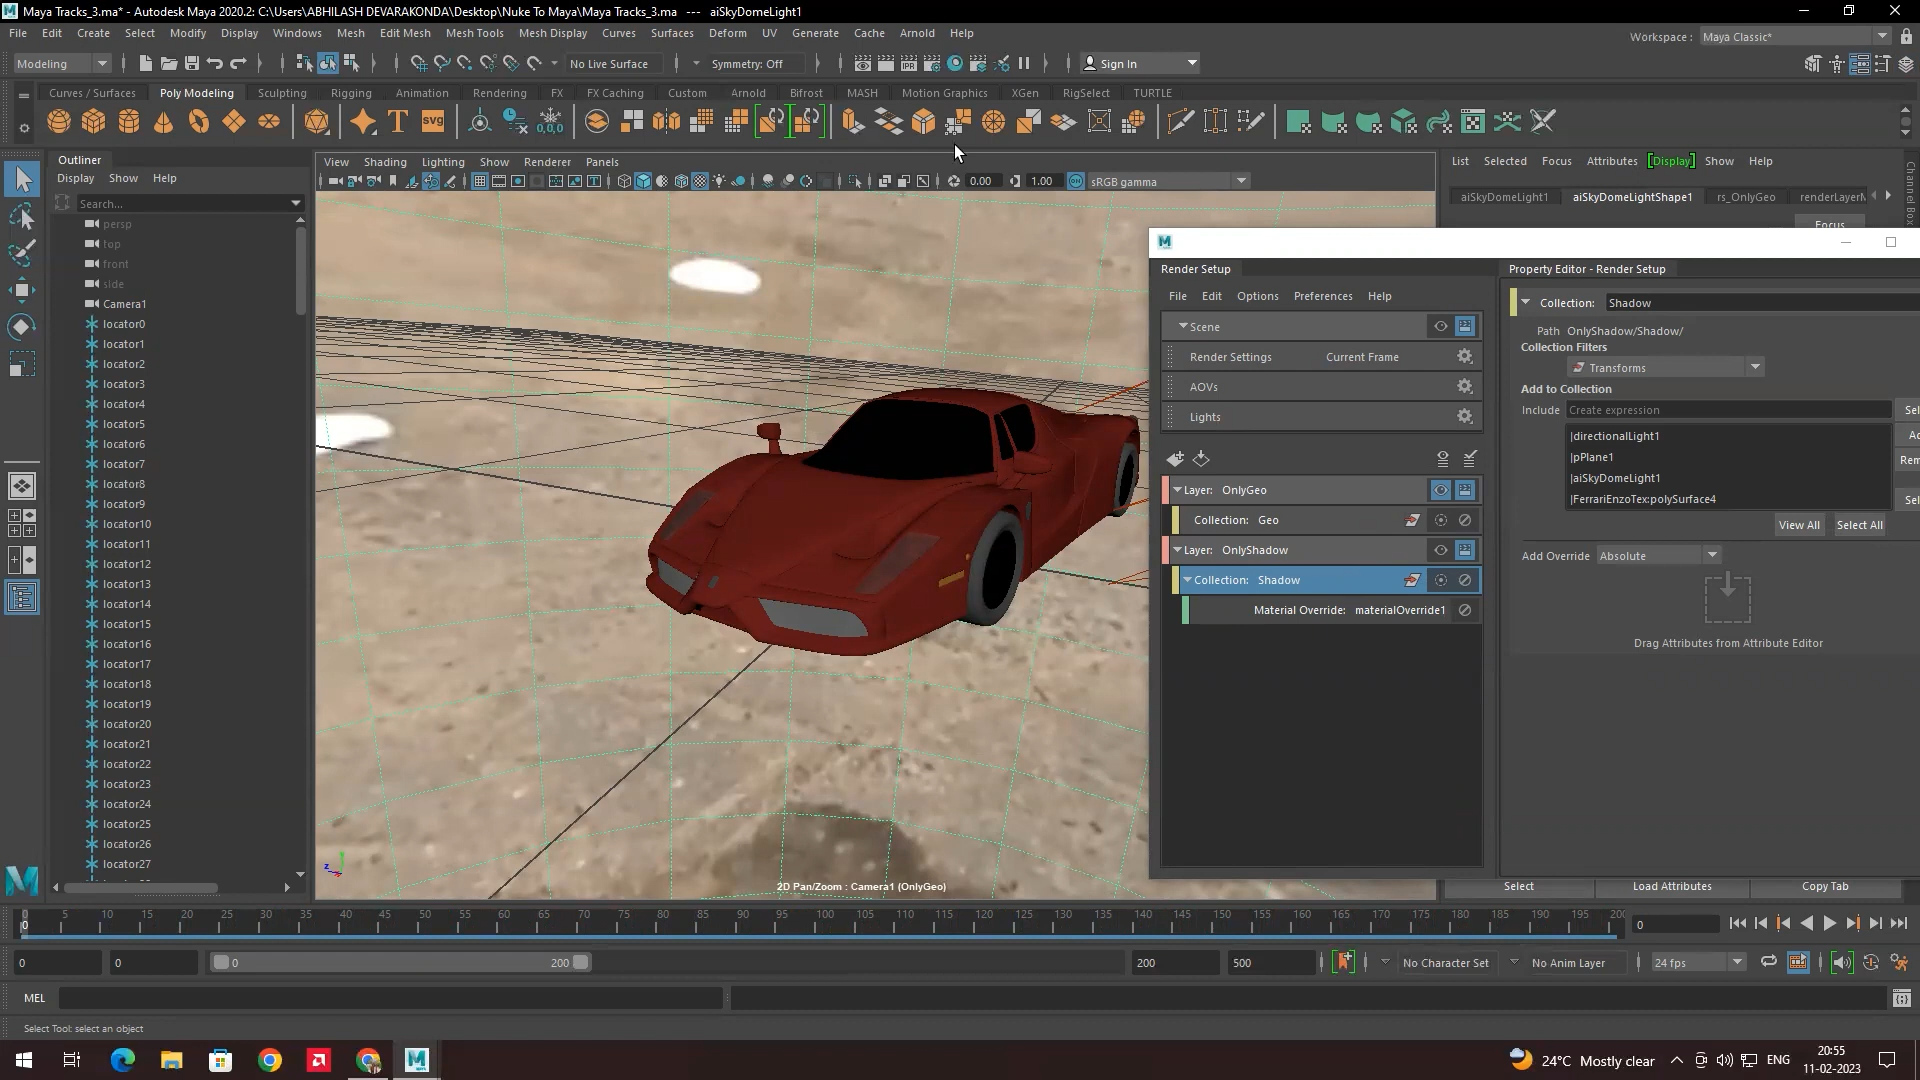 Maya Tracks_3.ma* - Autodesk Maya 2020.2: C:\Users\ABHILASH DEVARAKONDA\Desktop\Nuke To Maya\Maya Tracks_3.ma --- aiSkyDomeLight1
File Edit Create Select Modify Display Windows Mesh Edit Mesh Mesh Tools Mesh Display Curves Surfaces Deform UV Generate Cache Arnold Help
Workspace : Maya Classic*
Modeling No Live Surface Symmetry: Off Sign In
Curves / Surfaces Poly Modeling Sculpting Rigging Animation Rendering FX FX Caching Custom Arnold Bifrost MASH Motion Graphics XGen RigSelect TURTLE
T SVG 0,0,0
Outliner
Display Show Help
Search...
persp
top
front
side
Camera1
locator0
locator1
locator2
locator3
locator4
locator5
locator6
locator7
locator8
locator9
locator10
locator11
locator12
locator13
locator14
locator15
locator16
locator17
locator18
locator19
locator20
locator21
locator22
locator23
locator24
locator25
locator26
locator27
View Shading Lighting Show Renderer Panels
0.00 1.00 sRGB gamma
2D Pan/Zoom : Camera1 (OnlyGeo)
List Selected Focus Attributes [Display] Show Help
aiSkyDomeLight1 aiSkyDomeLightShape1 rs_OnlyGeo
Focus
Channel Box
Render Setup
File Edit Options Preferences Help
Scene
Render Settings Current Frame
AOVs
Lights
Layer: OnlyGeo
Collection: Geo
Layer: OnlyShadow
Collection: Shadow
Material Override: materialOverride1
Property Editor - Render Setup
Collection: Shadow
Path OnlyShadow/Shadow/
Collection Filters
Transforms
Add to Collection
Include Create expression
|directionalLight1
|pPlane1
|aiSkyDomeLight1
|FerrariEnzoTex:polySurface4
View All Select All
Add Override Absolute
Drag Attributes from Attribute Editor
Select Load Attributes Copy Tab
0 5 10 15 20 25 30 35 40 45 50 55 60 65 70 75 80 85 90 95 100 105 110 115 120 125 130 135 140 145 150 155 160 165 170 175 180 185 190 195
0 0
0 0 0 200 200 500 No Character Set No Anim Layer 24 fps
MEL
Select Tool: select an object
24°C Mostly clear ENG 20:55
11-02-2023